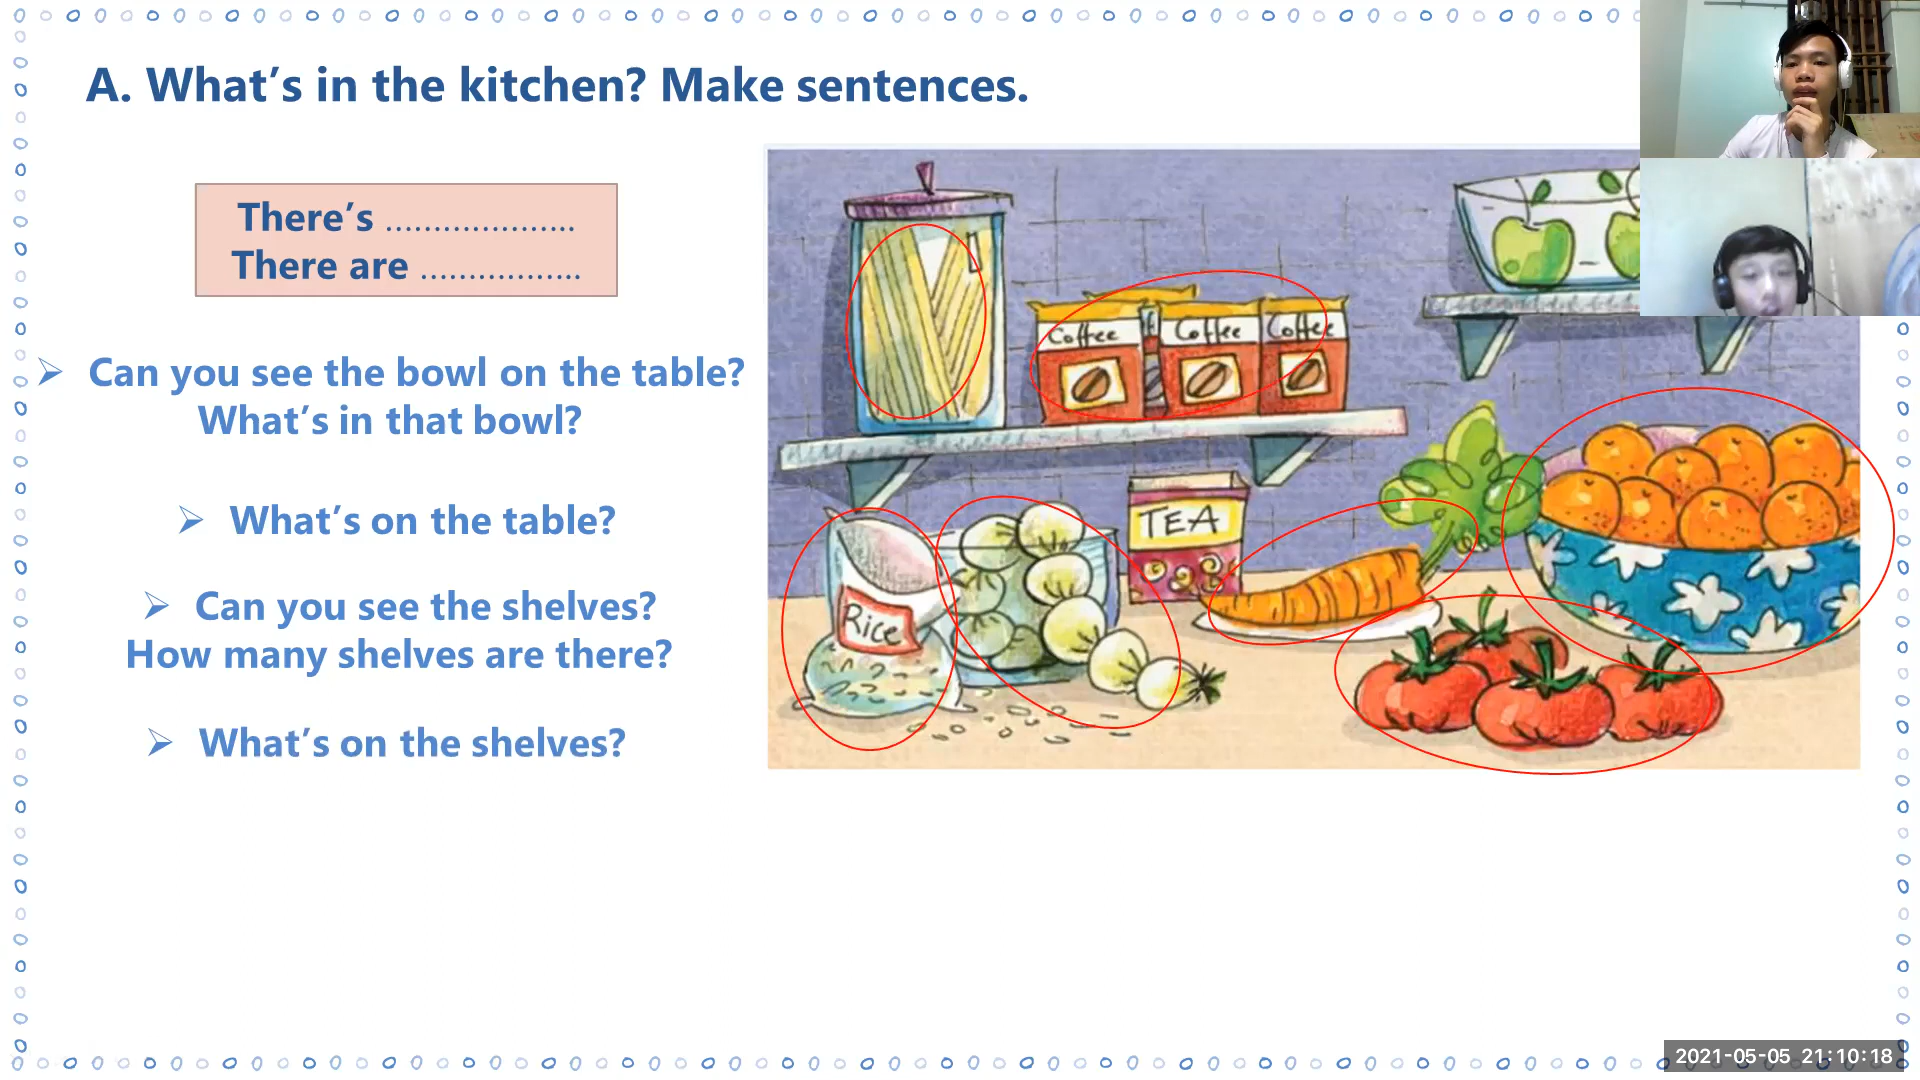 A. What's in the kitchen? Make sentences.
There's ....................
There are .................
Can you see the bowl on the table?
What's in that bowl?
What's on the table?
Can you see the shelves?
How many shelves are there?
What's on the shelves?
Coffee
Coffee
Coffee
TEA
Rice
2021-05-05 21:10:18